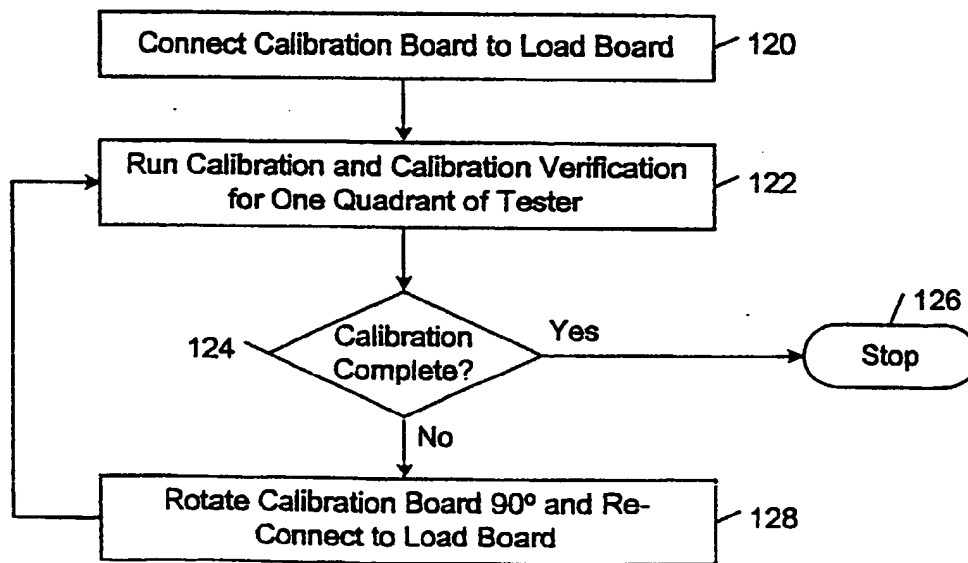 Connect Calibration Board to Load Board
120
Run Calibration and Calibration Verification
for One Quadrant of Tester
122
124
Calibration
Complete?
Yes
126
Stop
No
Rotate Calibration Board 90º and Re-
Connect to Load Board
128